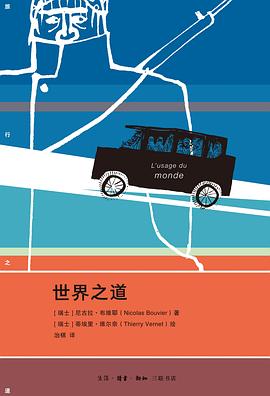 旅
行
之
道
L'usage du
monde
世界之道
[ 瑞士 ] 尼古拉・布维耶 ( Nicolas Bouvier ) 著
[ 瑞士 ] 蒂埃里・维尔奈 ( Thierry Vernet ) 绘
治棋 译
生活・讀書・新知 三联书店